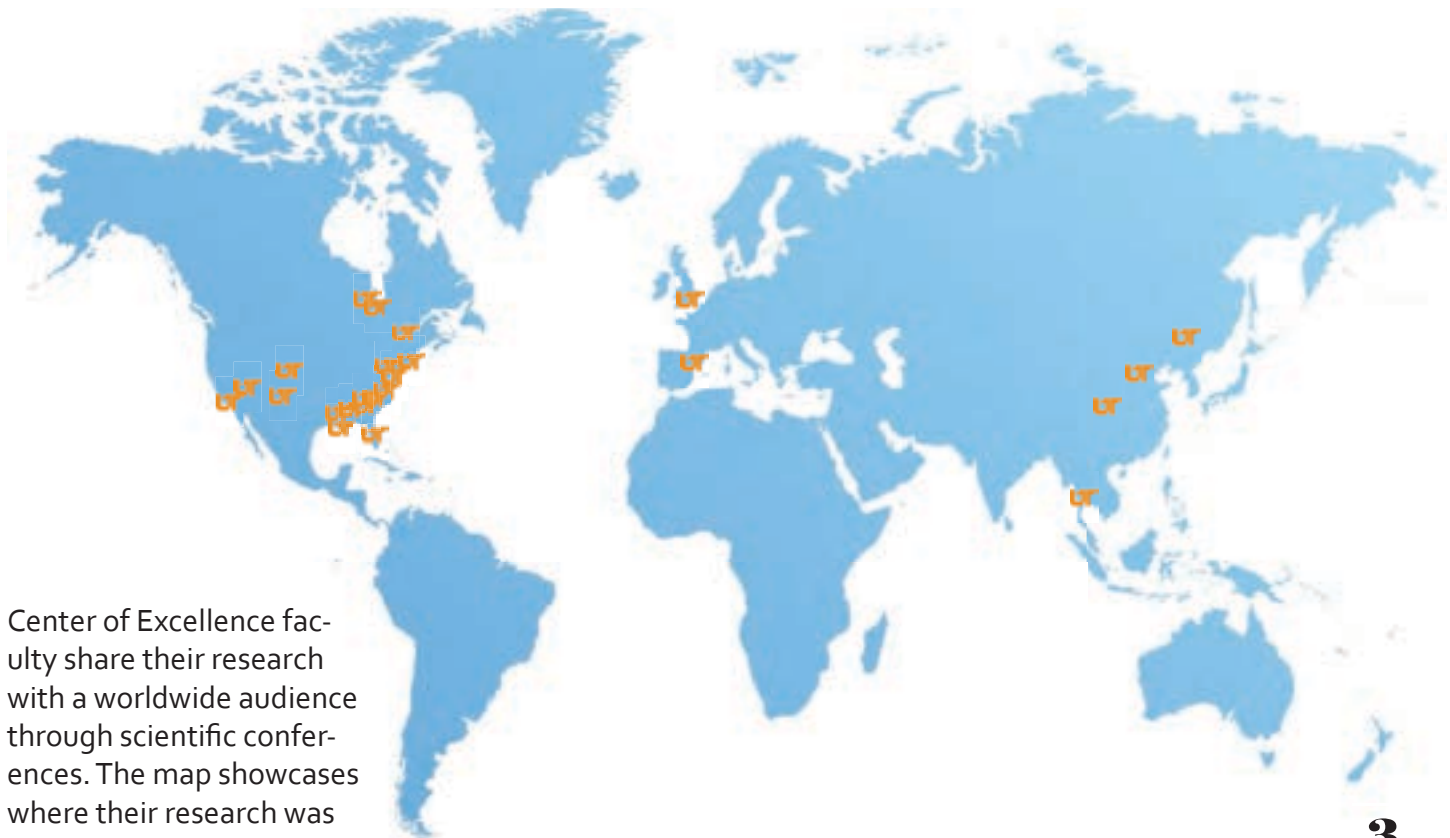 Center of Excellence fac-
ulty share their research
with a worldwide audience
through scientific confer-
ences. The map showcases
where their research was
3